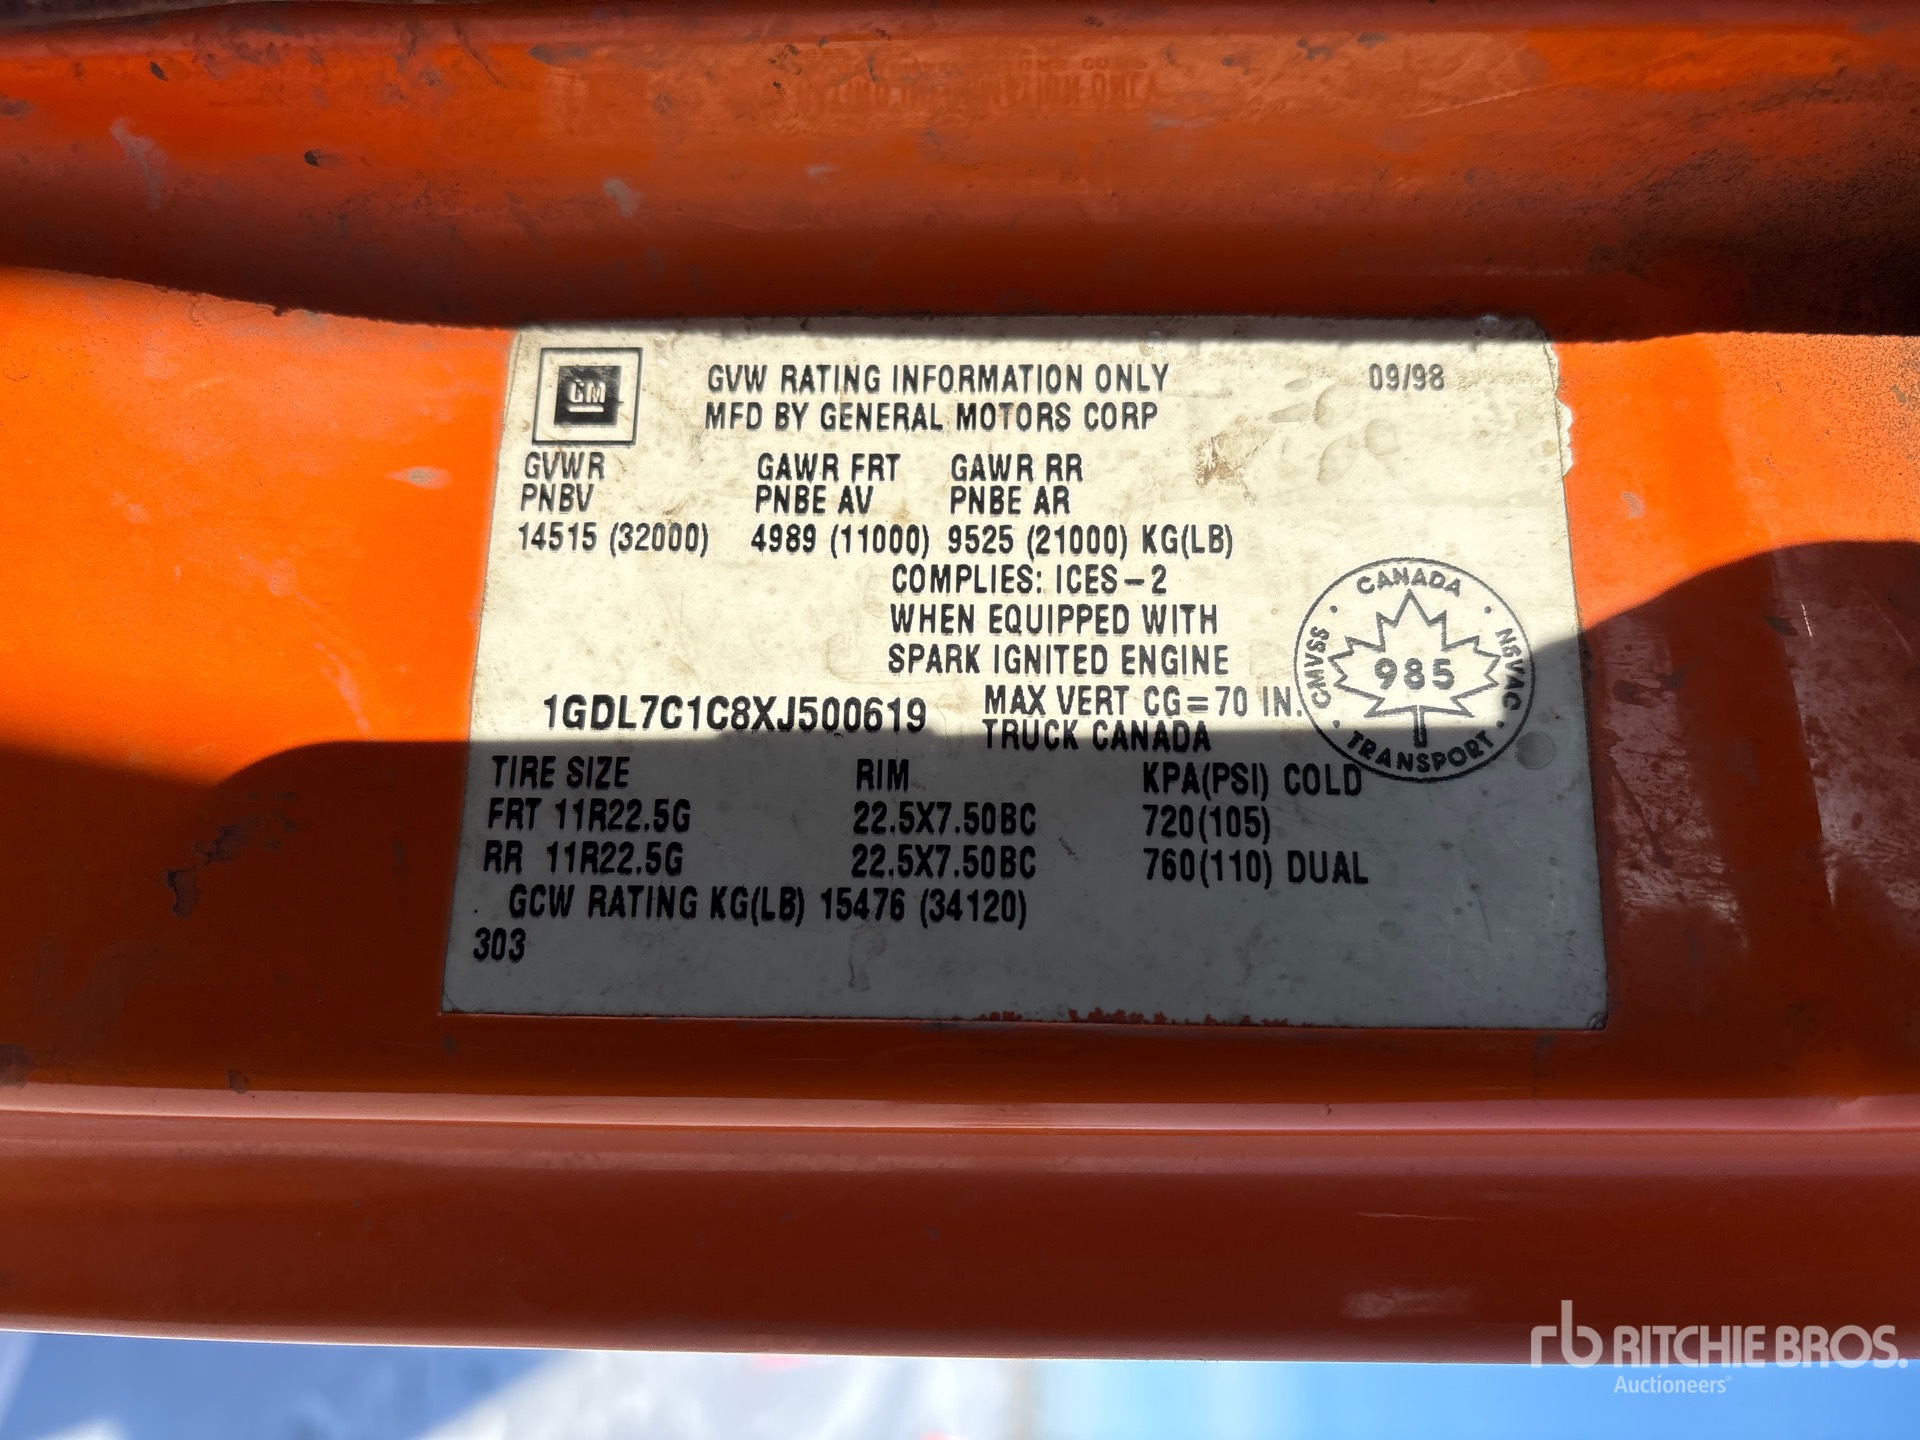 GM
GVW RATING INFORMATION ONLY 09/98
MFD BY GENERAL MOTORS CORP
GVWR GAWR FRT GAWR RR
PNBV PNBE AV PNBE AR
14515 (32000) 4989 (11000) 9525 (21000) KG(LB)
COMPLIES: ICES-2
WHEN EQUIPPED WITH
SPARK IGNITED ENGINE
1GDL7C1C8XJ500619 MAX VERT CG=70 IN.
TRUCK CANADA
CANADA
CMVSS 985 NSVAC
TRANSPORT
TIRE SIZE RIM KPA(PSI) COLD
FRT 11R22.5G 22.5X7.50BC 720(105)
RR 11R22.5G 22.5X7.50BC 760(110) DUAL
GCW RATING KG(LB) 15476 (34120)
303
rb RITCHIE BROS.
Auctioneers